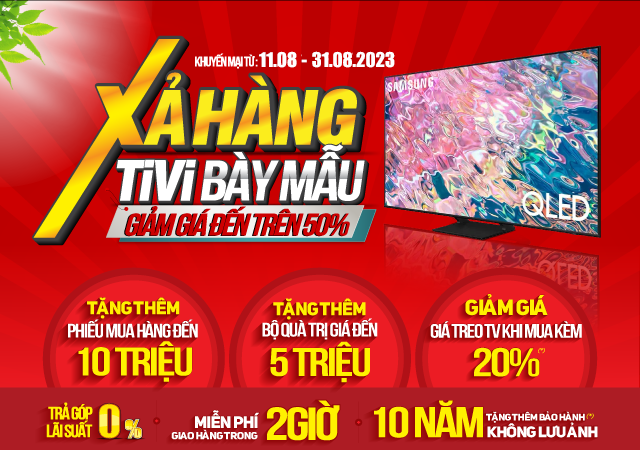 KHUYẾN MẠI TỪ: 11.08 - 31.08.2023
XẢ HÀNG
TiVi BÀY MẪU
GIẢM GIÁ ĐẾN TRÊN 50%
SAMSUNG
QLED
TẶNG THÊM
PHIẾU MUA HÀNG ĐẾN
10 TRIỆU
TẶNG THÊM
BỘ QUÀ TRỊ GIÁ ĐẾN
5 TRIỆU
GIẢM GIÁ
GIÁ TREO TV KHI MUA KÈM
20%(*)
TRẢ GÓP
LÃI SUẤT 0%
MIỄN PHÍ
GIAO HÀNG TRONG 2GIỜ
10 NĂM TẶNG THÊM BẢO HÀNH(*)
KHÔNG LƯU ẢNH